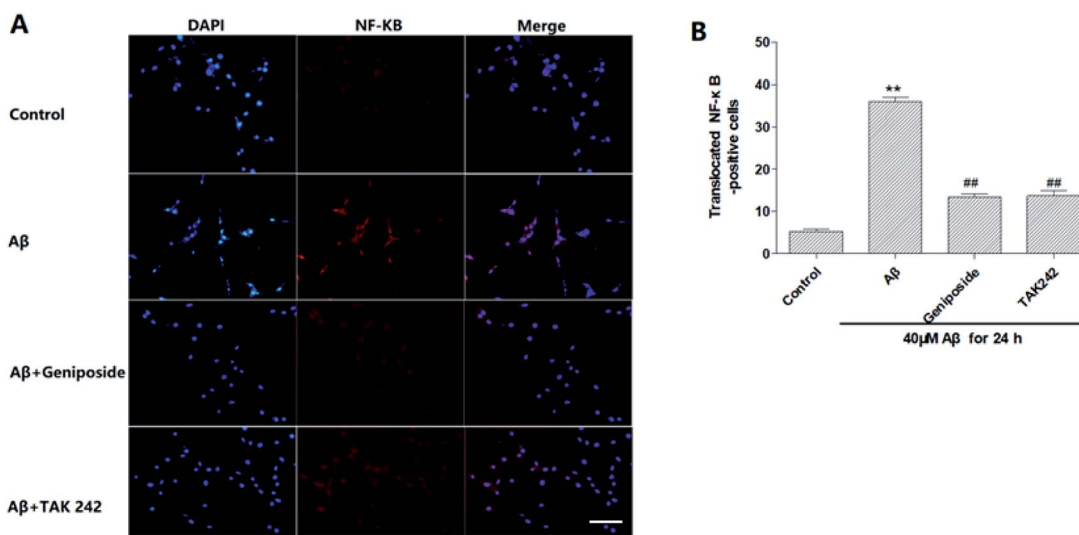 A
DAPI NF-KB Merge
Control
Aβ
Aβ+Geniposide
Aβ+TAK 242
B
Translocated NF-κ B
-positive cells
50
40
30
20
10
0
**
##
##
Control
Aβ
Geniposide
TAK242
40μM Aβ for 24 h